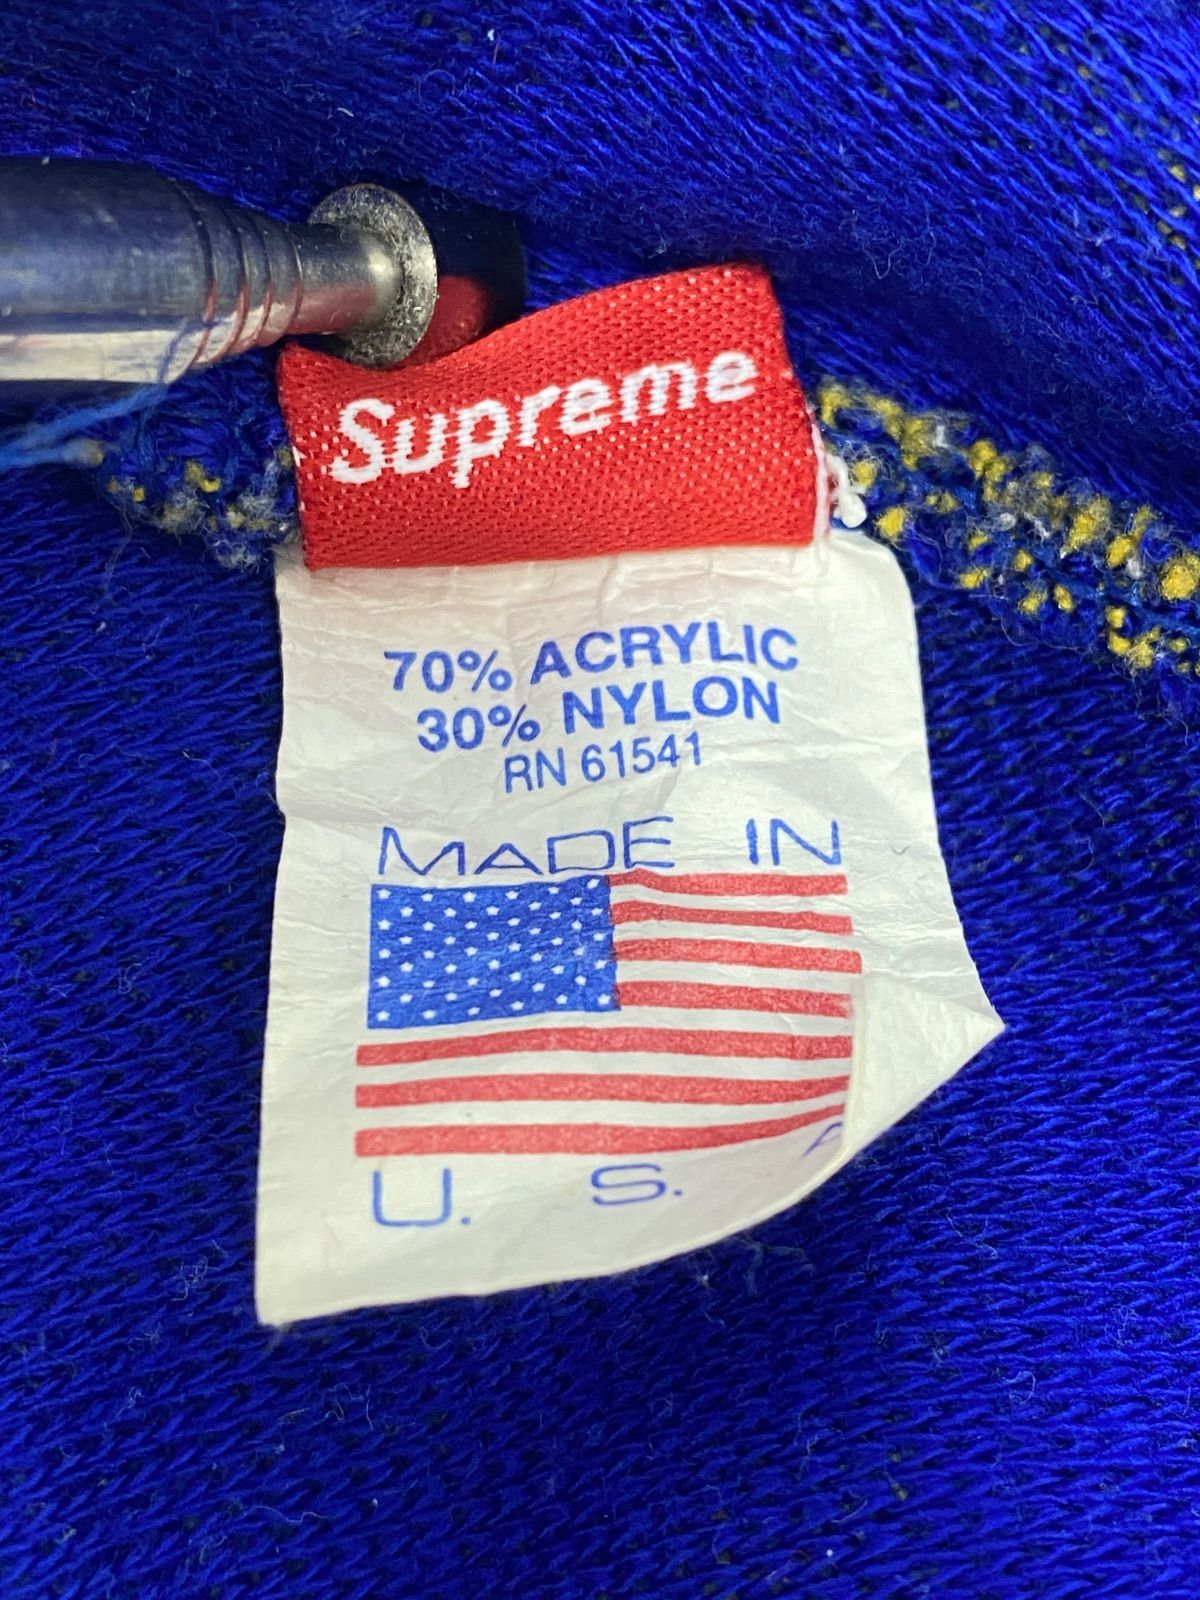 Supreme
70% ACRYLIC
30% NYLON
RN 61541
MADE IN
U. S. A